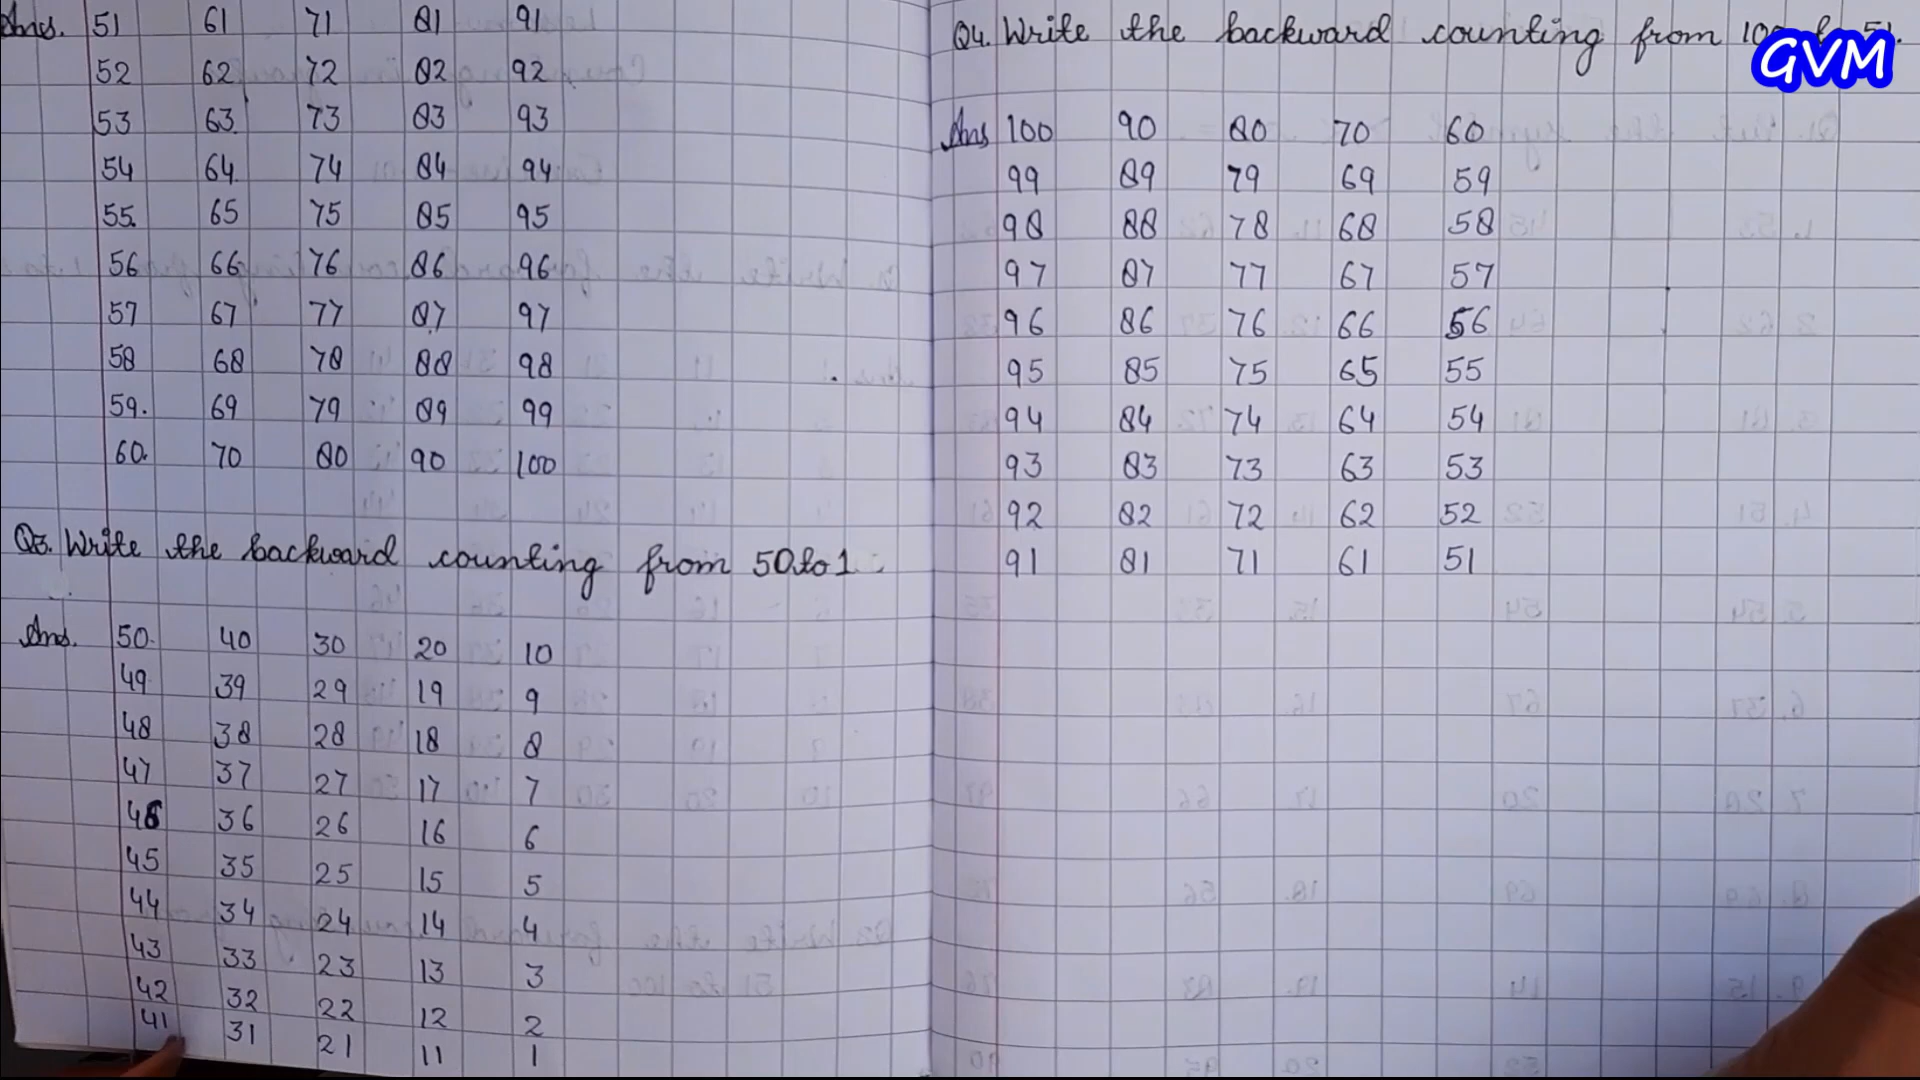 Ans. 51 61 71 81 91
52 62 72 82 92
53 63 73 83 93
54 64 74 84 94
55. 65 75 85 95
56 66 76 86 96
57 67 77 87 97
58 68 78 88 98
59. 69 79 89 99
60. 70 80 90 100
Q3. Write the backward counting from 50 to 1.
Ans. 50. 40 30 20 10
49 39 29 19 9
48 38 28 18 8
47 37 27 17 7
46 36 26 16 6
45 35 25 15 5
44 34 24 14 4
43 33 23 13 3
42 32 22 12 2
41 31 21 11 1
Q4. Write the backward counting from 100 to 51.
GVM
Ans 100 90 80 70 60
99 89 79 69 59
98 88 78 68 58
97 87 77 67 57
96 86 76 66 56
95 85 75 65 55
94 84 74 64 54
93 83 73 63 53
92 82 72 62 52
91 81 71 61 51